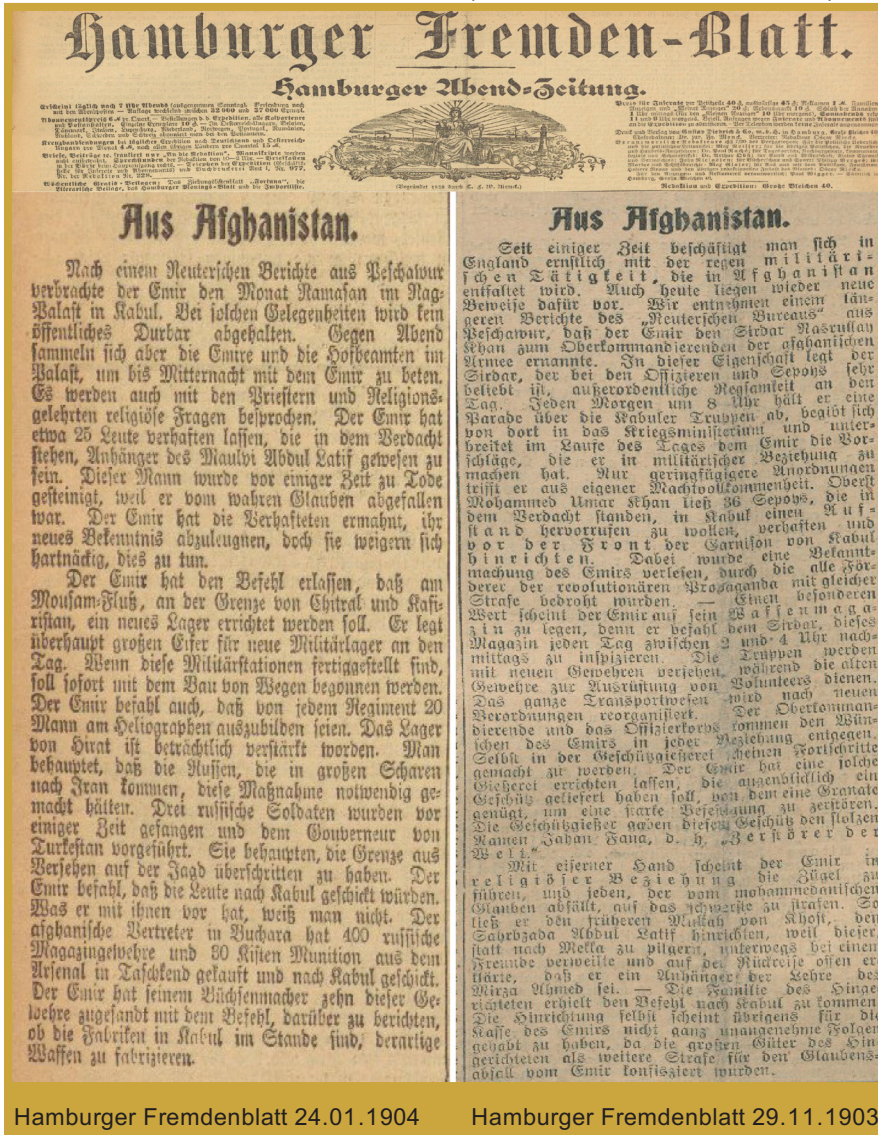 Hamburger Fremden-Blatt.
Hamburger Abend-Zeitung.
Aus Afghanistan.
Nach einem Reuterschen Berichte aus Peschawur
verbrachte der Emir den Monat Ramasan im Nag-
Palast in Kabul. Bei solchen Gelegenheiten wird kein
öffentliches Durbar abgehalten. Gegen Abend
sammeln sich aber die Emire und die Hofbeamten im
Palast, um bis Mitternacht mit dem Emir zu beten.
Es werden auch mit den Priestern und Religions-
gelehrten religiöse Fragen besprochen. Der Emir hat
etwa 25 Leute verhaften lassen, die in dem Verdacht
stehen, Anhänger des Maulvi Abdul Latif gewesen zu
sein. Dieser Mann wurde vor einiger Zeit zu Tode
gesteinigt, weil er vom wahren Glauben abgefallen
war. Der Emir hat die Verhafteten ermahnt, ihr
neues Bekenntnis abzuleugnen, doch sie weigern sich
hartnäckig, dies zu tun.
Der Emir hat den Befehl erlassen, daß am
Mousam-Fluß, an der Grenze von Chitral und Kafi-
ristan, ein neues Lager errichtet werden soll. Er legt
überhaupt großen Eifer für neue Militärlager an den
Tag. Wenn diese Militärstationen fertiggestellt sind,
soll sofort mit dem Bau von Wegen begonnen werden.
Der Emir befahl auch, daß von jedem Regiment 20
Mann am Heliographen auszubilden seien. Das Lager
von Hirat ist beträchtlich verstärkt worden. Man
behauptet, daß die Russen, die in großen Scharen
nach Iran kommen, diese Maßnahme notwendig ge-
macht hätten. Drei russische Soldaten wurden vor
einiger Zeit gefangen und dem Gouverneur von
Turkestan vorgeführt. Sie behaupten, die Grenze aus
Versehen auf der Jagd überschritten zu haben. Der
Emir befahl, daß die Leute nach Kabul geschickt würden.
Was er mit ihnen vor hat, weiß man nicht. Der
afghanische Vertreter in Buchara hat 400 russische
Magazingewehre und 30 Kisten Munition aus dem
Arsenal in Taschkend gekauft und nach Kabul geschickt.
Der Emir hat seinem Büchsenmacher zehn dieser Ge-
wehre zugesandt mit dem Befehl, darüber zu berichten,
ob die Fabriken in Kabul im Stande sind, derartige
Waffen zu fabrizieren.
Aus Afghanistan.
Seit einiger Zeit beschäftigt man sich in
England ernstlich mit der regen militäri-
schen Tätigkeit, die in Afghanistan
entfaltet wird. Auch heute liegen wieder neue
Beweise dafür vor. Wir entnehmen einem län-
geren Berichte des „Reuterschen Bureaus“ aus
Peschawur, daß der Emir den Sirdar Nasrullay
Khan zum Oberkommandierenden der afghanischen
Armee ernannte. In dieser Eigenschaft legt der
Sirdar, der bei den Offizieren und Sepoys sehr
beliebt ist, außerordentliche Regsamkeit an den
Tag. Jeden Morgen um 8 Uhr hält er eine
Parade über die Kabuler Truppen ab, begibt sich
von dort in das Kriegsministerium und unter-
breitet im Laufe des Tages dem Emir die Vor-
schläge, die er in militärischer Beziehung zu
machen hat. Nur geringfügigere Anordnungen
trifft er aus eigener Machtvollkommenheit. Oberst
Mohammed Umar Khan ließ 36 Sepoys, die in
dem Verdacht standen, in Kabul einen Auf-
stand hervorrufen zu wollen, verhaften und
vor der Front der Garnison von Kabul
hinrichten. Dabei wurde eine Bekannt-
machung des Emirs verlesen, durch die alle För-
derer der revolutionären Propaganda mit gleicher
Strafe bedroht wurden. — Einen besonderen
Wert scheint der Emir auf sein Waffenmaga-
zin zu legen, denn er befahl dem Sirdar, dieses
Magazin jeden Tag zwischen 2 und 4 Uhr nach-
mittags zu inspizieren. Die Truppen werden
mit neuen Gewehren versehen, während die alten
Gewehre zur Ausrüstung von Volunteers dienen.
Das ganze Transportwesen wird nach neuen
Verordnungen reorganisiert. Der Oberkomman-
dierende und das Offizierkorps kommen den Wün-
schen des Emirs in jeder Beziehung entgegen.
Selbst in der Geschützgießerei scheinen Fortschritte
gemacht zu werden. Der Emir hat eine solche
Gießerei errichten lassen, die augenblicklich ein
Geschütz geliefert haben soll, von dem eine Granate
genügt, um eine starke Befestigung zu zerstören.
Die Geschützgießer gaben diesem Geschütz den stolzen
Namen Jahan Fana, d. h. „Zerstörer der
Welt.“
Mit eiserner Hand scheint der Emir in
religiöser Beziehung die Zügel zu
führen, und jeden, der vom mohammedanischen
Glauben abfällt, auf das schwerste zu strafen. So
ließ er den früheren Mullah von Khost, den
Sahrbzada Abdul Latif hinrichten, weil dieser,
statt nach Mekka zu pilgern, unterwegs bei einem
Freunde verweilte und auf der Rückreise offen er-
klärte, daß er ein Anhänger der Lehre des
Mirza Ahmed sei. — Die Familie des Hinge-
richteten erhielt den Befehl nach Kabul zu kommen.
Die Hinrichtung selbst scheint übrigens für die
Kasse des Emirs nicht ganz unangenehme Folgen
gehabt zu haben, da die großen Güter des Hin-
gerichteten als weitere Strafe für den Glaubens-
abfall vom Emir konfisziert wurden.
Hamburger Fremdenblatt 24.01.1904
Hamburger Fremdenblatt 29.11.1903